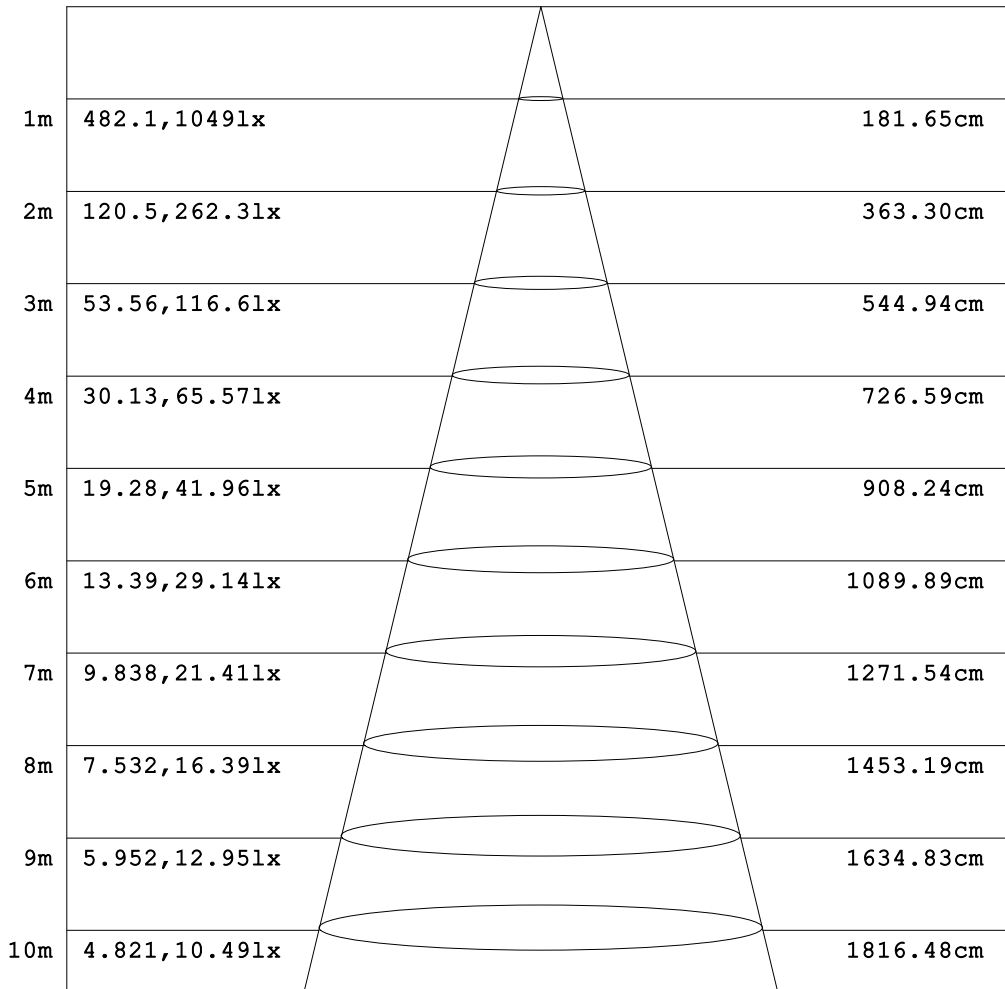 1m 482.1,1049lx 181.65cm
2m 120.5,262.3lx 363.30cm
3m 53.56,116.6lx 544.94cm
4m 30.13,65.57lx 726.59cm
5m 19.28,41.96lx 908.24cm
6m 13.39,29.14lx 1089.89cm
7m 9.838,21.41lx 1271.54cm
8m 7.532,16.39lx 1453.19cm
9m 5.952,12.95lx 1634.83cm
10m 4.821,10.49lx 1816.48cm